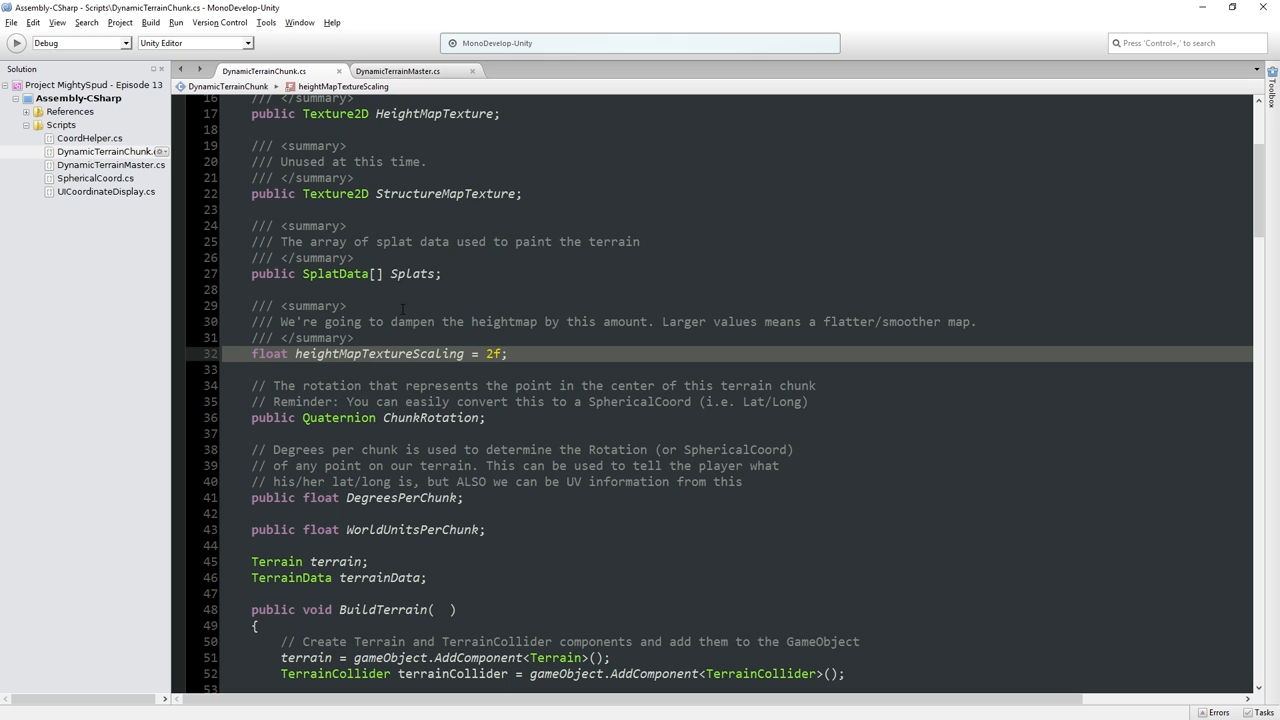 Assembly-CSharp - Scripts\DynamicTerrainChunk.cs - MonoDevelop-Unity
File Edit View Search Project Build Run Version Control Tools Window Help
Debug Unity Editor MonoDevelop-Unity Press 'Control+,' to search
Solution
Project MightySpud - Episode 13
Assembly-CSharp
References
Scripts
CoordHelper.cs
DynamicTerrainChunk.c
DynamicTerrainMaster.cs
SphericalCoord.cs
UICoordinateDisplay.cs
DynamicTerrainChunk.cs DynamicTerrainMaster.cs
DynamicTerrainChunk heightMapTextureScaling
16 /// </summary>
17 public Texture2D HeightMapTexture;
18
19 /// <summary>
20 /// Unused at this time.
21 /// </summary>
22 public Texture2D StructureMapTexture;
23
24 /// <summary>
25 /// The array of splat data used to paint the terrain
26 /// </summary>
27 public SplatData[] Splats;
28
29 /// <summary>
30 /// We're going to dampen the heightmap by this amount. Larger values means a flatter/smoother map.
31 /// </summary>
32 float heightMapTextureScaling = 2f;
33
34 // The rotation that represents the point in the center of this terrain chunk
35 // Reminder: You can easily convert this to a SphericalCoord (i.e. Lat/Long)
36 public Quaternion ChunkRotation;
37
38 // Degrees per chunk is used to determine the Rotation (or SphericalCoord)
39 // of any point on our terrain. This can be used to tell the player what
40 // his/her lat/long is, but ALSO we can be UV information from this
41 public float DegreesPerChunk;
42
43 public float WorldUnitsPerChunk;
44
45 Terrain terrain;
46 TerrainData terrainData;
47
48 public void BuildTerrain( )
49 {
50 // Create Terrain and TerrainCollider components and add them to the GameObject
51 terrain = gameObject.AddComponent<Terrain>();
52 TerrainCollider terrainCollider = gameObject.AddComponent<TerrainCollider>();
53
Toolbox
Errors Tasks